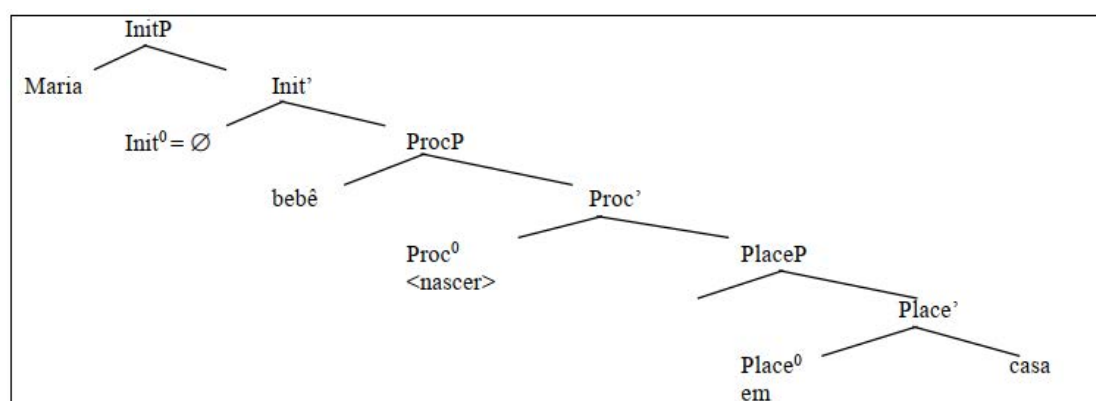 InitP
Maria
Init’
Init⁰ = ∅
ProcP
bebê
Proc’
Proc⁰
<nascer>
PlaceP
Place’
Place⁰
casa
em